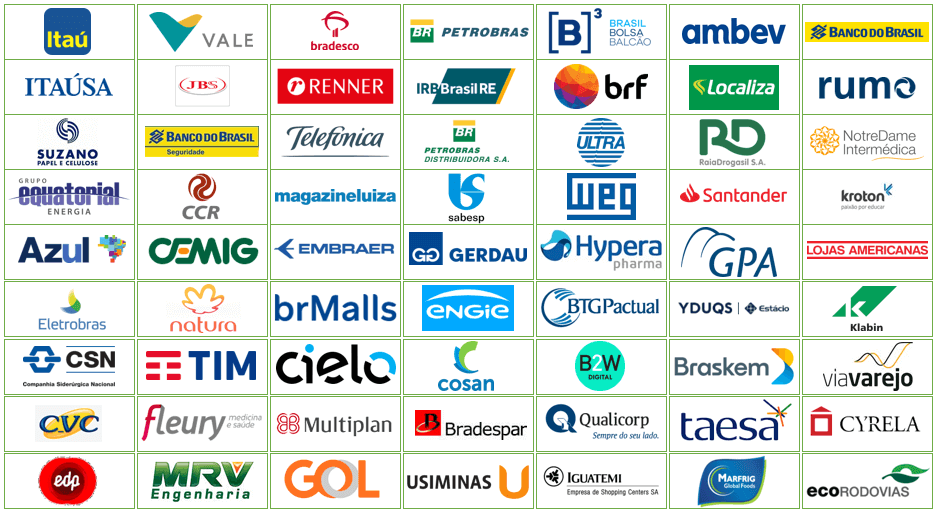 Itaú
VALE
bradesco
BR PETROBRAS
[B]³ BRASIL
BOLSA
BALCÃO
ambev
BANCO DO BRASIL
ITAÚSA
JBS
r RENNER
IRB/Brasil RE
brf
Localiza
rumo
SUZANO
PAPEL E CELULOSE
BANCO DO BRASIL
Seguridade
Telefónica
BR
PETROBRAS
DISTRIBUIDORA S.A.
ULTRA
RD
RaiaDrogasil S.A.
NotreDame
Intermédica
GRUPO
equatorial
ENERGIA
CCR
magazineluiza
sabesp
WEG
Santander
kroton
paixão por educar
Azul
CEMIG
EMBRAER
GG GERDAU
Hypera
pharma
GPA
LOJAS AMERICANAS
Eletrobras
natura
brMalls
ENGIE
BTGPactual
YDUQS | Estácio
Klabin
CSN
Companhia Siderúrgica Nacional
TIM
cielo
cosan
B2W
DIGITAL
Braskem
viavarejo
CVC
fleury medicina
e saúde
Multiplan
B Bradespar
Qualicorp
Sempre do seu lado.
taesa
CYRELA
edp
MRV
Engenharia
GOL
USIMINAS
IGUATEMI
Empresa de Shopping Centers SA
MARFRIG
Global Foods
ecoRODOVIAS